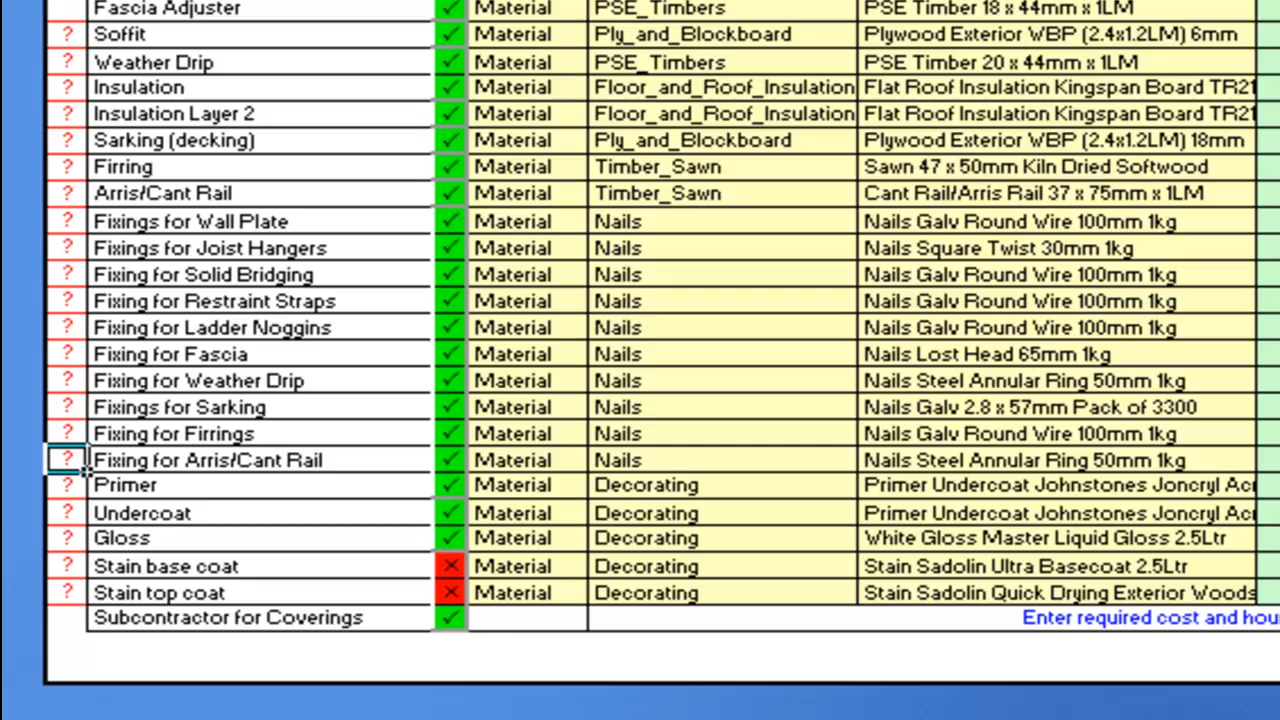 Fascia Adjuster ✓ Material PSE_Timbers PSE Timber 18 x 44mm x 1LM
? Soffit ✓ Material Ply_and_Blockboard Plywood Exterior WBP (2.4x1.2LM) 6mm
? Weather Drip ✓ Material PSE_Timbers PSE Timber 20 x 44mm x 1LM
? Insulation ✓ Material Floor_and_Roof_Insulation Flat Roof Insulation Kingspan Board TR21
? Insulation Layer 2 ✓ Material Floor_and_Roof_Insulation Flat Roof Insulation Kingspan Board TR21
? Sarking (decking) ✓ Material Ply_and_Blockboard Plywood Exterior WBP (2.4x1.2LM) 18mm
? Firring ✓ Material Timber_Sawn Sawn 47 x 50mm Kiln Dried Softwood
? Arris/Cant Rail ✓ Material Timber_Sawn Cant Rail/Arris Rail 37 x 75mm x 1LM
? Fixings for Wall Plate ✓ Material Nails Nails Galv Round Wire 100mm 1kg
? Fixings for Joist Hangers ✓ Material Nails Nails Square Twist 30mm 1kg
? Fixing for Solid Bridging ✓ Material Nails Nails Galv Round Wire 100mm 1kg
? Fixing for Restraint Straps ✓ Material Nails Nails Galv Round Wire 100mm 1kg
? Fixing for Ladder Noggins ✓ Material Nails Nails Galv Round Wire 100mm 1kg
? Fixing for Fascia ✓ Material Nails Nails Lost Head 65mm 1kg
? Fixing for Weather Drip ✓ Material Nails Nails Steel Annular Ring 50mm 1kg
? Fixings for Sarking ✓ Material Nails Nails Galv 2.8 x 57mm Pack of 3300
? Fixing for Firrings ✓ Material Nails Nails Galv Round Wire 100mm 1kg
? Fixing for Arris/Cant Rail ✓ Material Nails Nails Steel Annular Ring 50mm 1kg
? Primer ✓ Material Decorating Primer Undercoat Johnstones Joncryl Acr
? Undercoat ✓ Material Decorating Primer Undercoat Johnstones Joncryl Acr
? Gloss ✓ Material Decorating White Gloss Master Liquid Gloss 2.5Ltr
? Stain base coat ✕ Material Decorating Stain Sadolin Ultra Basecoat 2.5Ltr
? Stain top coat ✕ Material Decorating Stain Sadolin Quick Drying Exterior Woods
Subcontractor for Coverings ✓ Enter required cost and hou